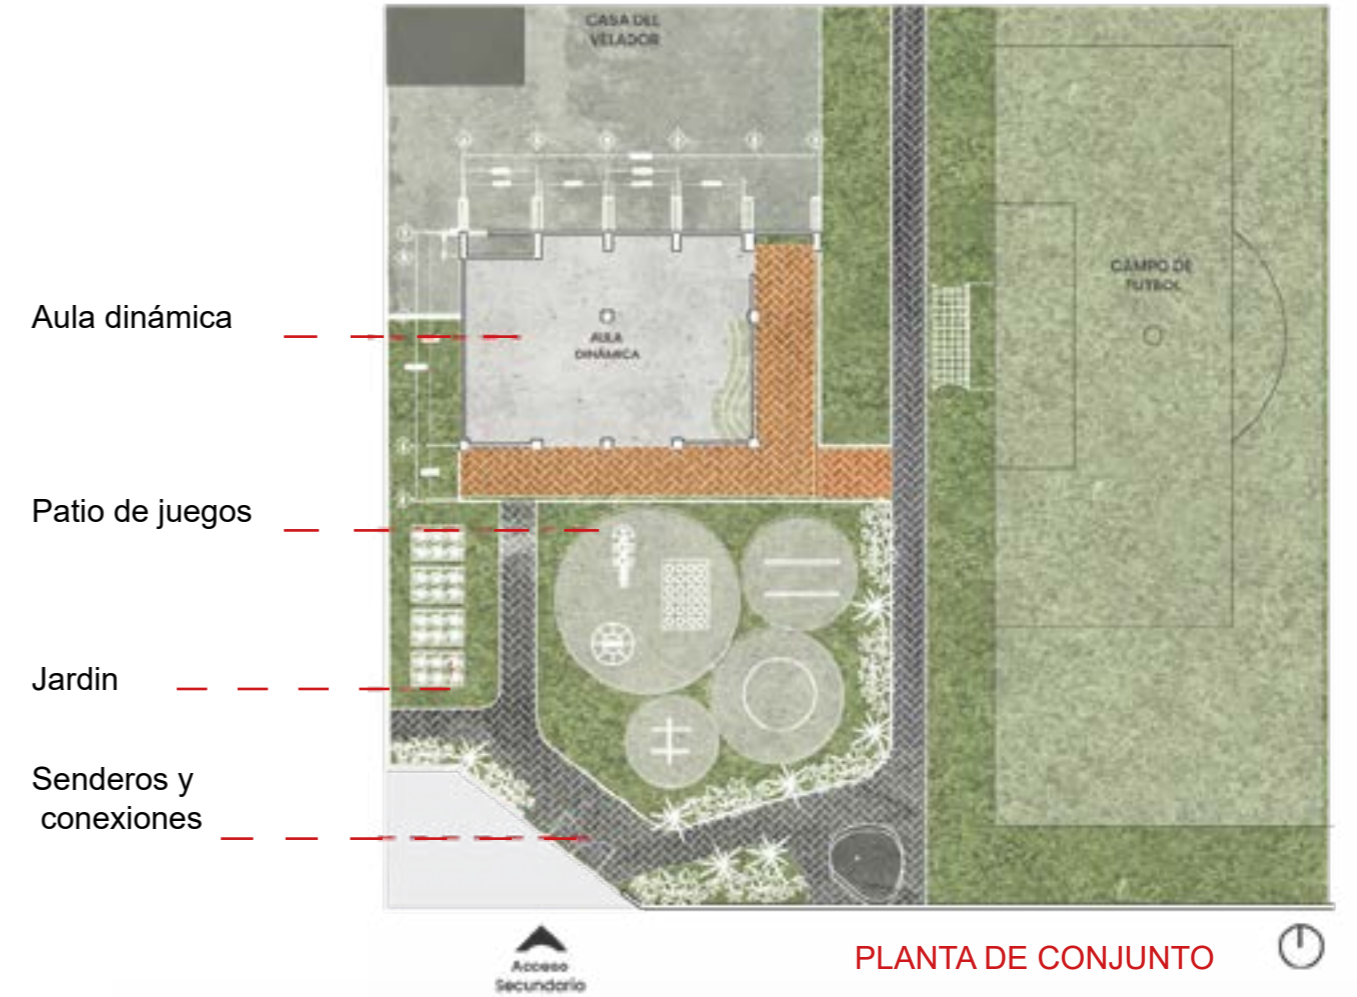 CASA DEL
VELADOR
CAMPO DE
FUTBOL
Aula dinámica
AULA
DINÁMICA
Patio de juegos
Jardin
Senderos y
conexiones
Acceso
Secundario
PLANTA DE CONJUNTO